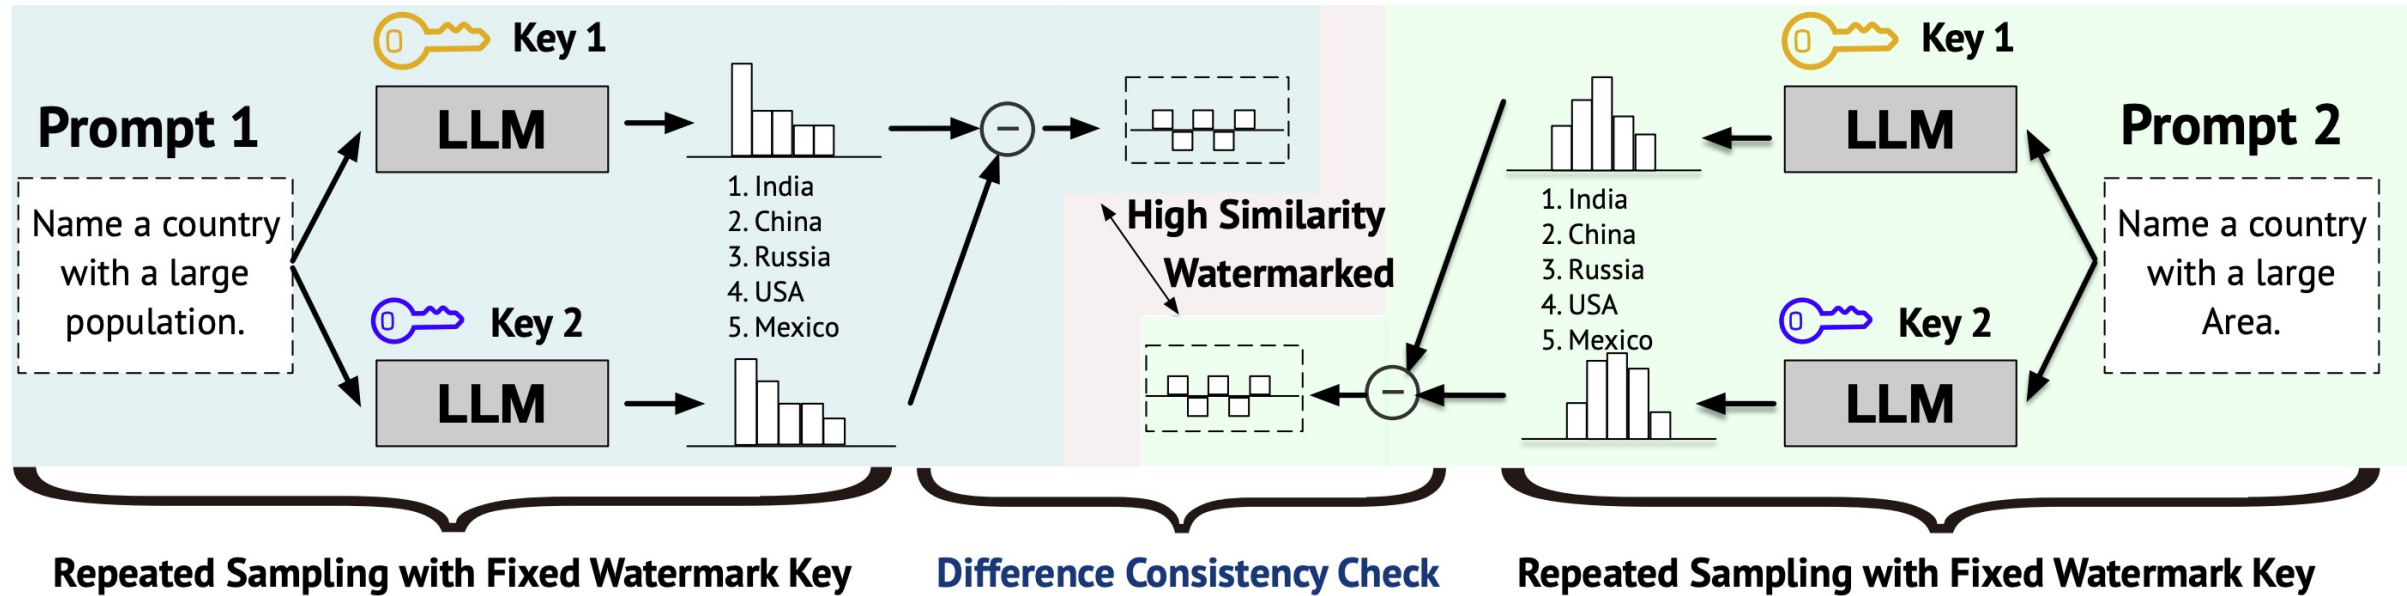 Prompt 1
Name a country
with a large
population.
Key 1
LLM
Key 2
LLM
1. India
2. China
3. Russia
4. USA
5. Mexico
−
High Similarity
Watermarked
−
1. India
2. China
3. Russia
4. USA
5. Mexico
Key 1
LLM
Key 2
LLM
Prompt 2
Name a country
with a large
Area.
Repeated Sampling with Fixed Watermark Key
Difference Consistency Check
Repeated Sampling with Fixed Watermark Key